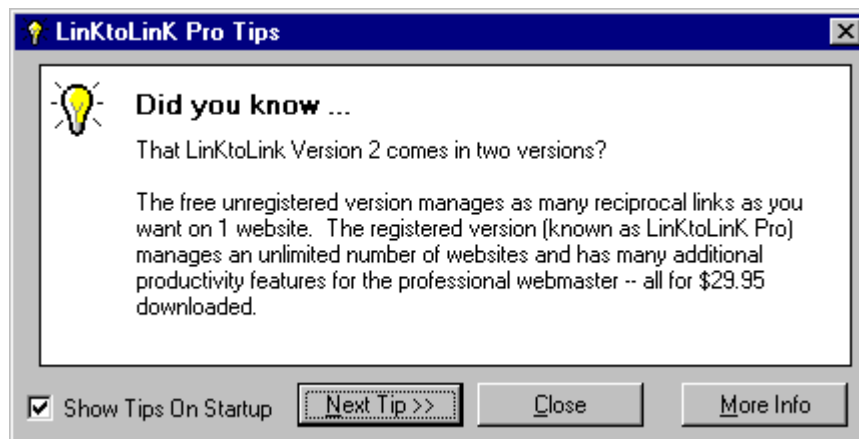 LinKtoLinK Pro Tips
Did you know ...
That LinKtoLink Version 2 comes in two versions?
The free unregistered version manages as many reciprocal links as you
want on 1 website.  The registered version (known as LinKtoLinK Pro)
manages an unlimited number of websites and has many additional
productivity features for the professional webmaster -- all for $29.95
downloaded.
Show Tips On Startup
Next Tip >>
Close
More Info